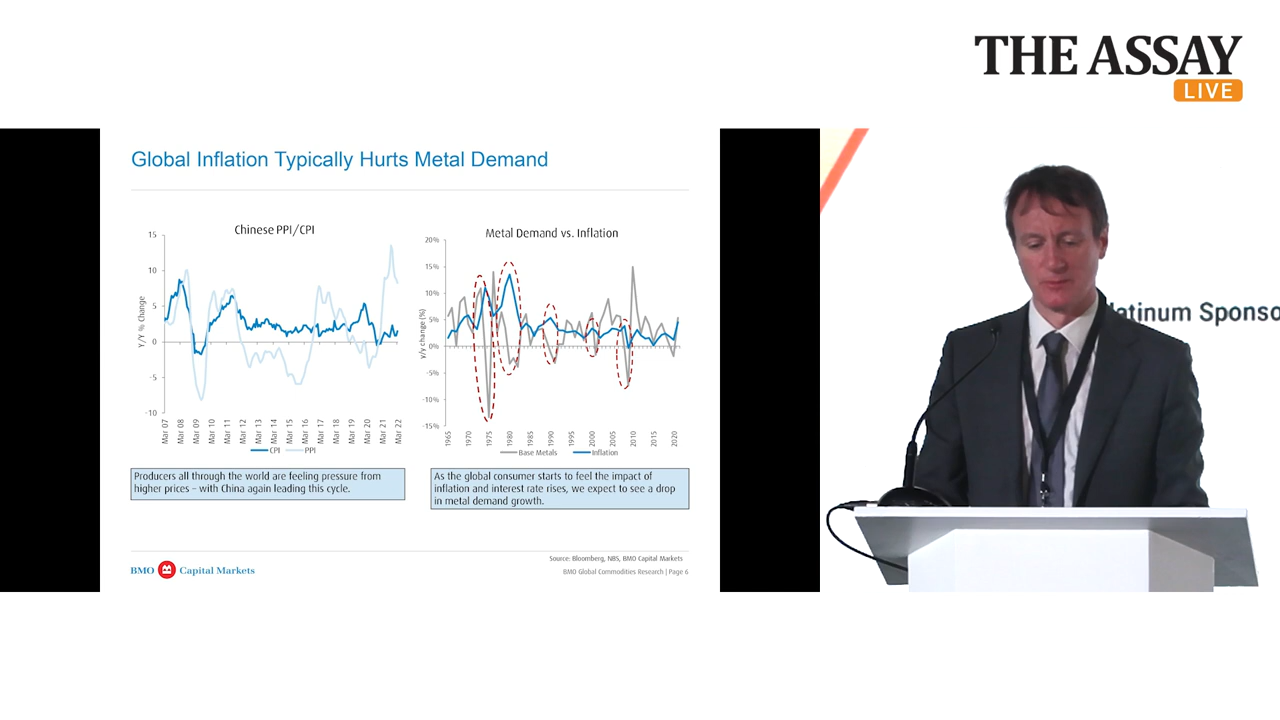 THE ASSAY
LIVE
Global Inflation Typically Hurts Metal Demand
Chinese PPI/CPI
15
10
5
0
-5
-10
Y/Y % Change
Mar 07
Mar 08
Mar 09
Mar 10
Mar 11
Mar 12
Mar 13
Mar 14
Mar 15
Mar 16
Mar 17
Mar 18
Mar 19
Mar 20
Mar 21
Mar 22
CPI PPI
Metal Demand vs. Inflation
20%
15%
10%
5%
0%
-5%
-10%
-15%
y/y change (%)
1965
1970
1975
1980
1985
1990
1995
2000
2005
2010
2015
2020
Base Metals Inflation
Producers all through the world are feeling pressure from
higher prices – with China again leading this cycle.
As the global consumer starts to feel the impact of
inflation and interest rate rises, we expect to see a drop
in metal demand growth.
Source: Bloomberg, NBS, BMO Capital Markets
BMO Capital Markets
BMO Global Commodities Research | Page 6
latinum Sponso